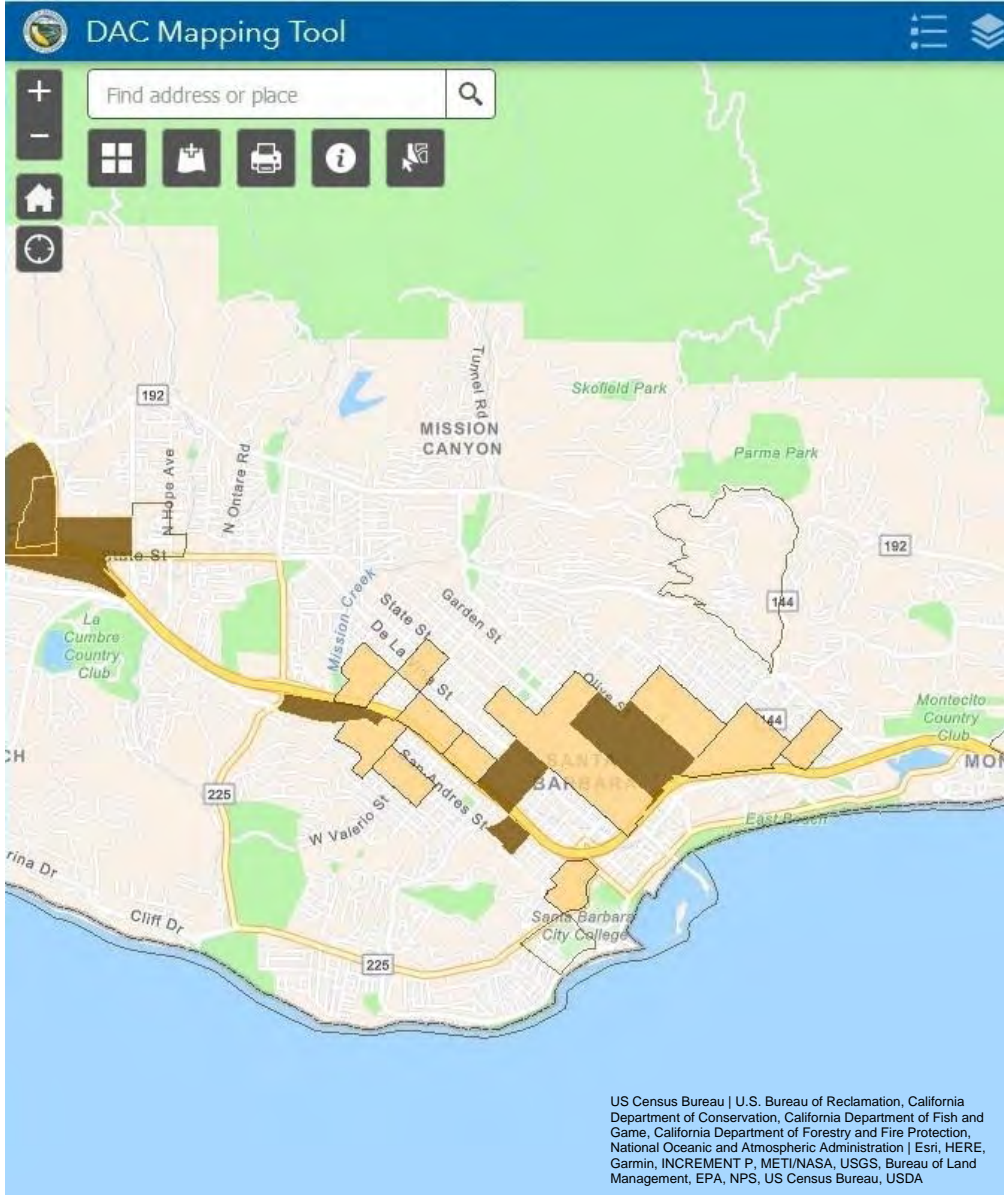 DAC Mapping Tool
Find address or place
Skofield Park
192
Tunnel Rd
MISSION
CANYON
Parma Park
N Hope Ave
N Ontare Rd
192
State St
144
La
Cumbre
Country
Club
Mission Creek
State St
Garden St
De La Vina St
Olive St
144
Montecito
Country
Club
CH
San Andres St
SANTA
BARBARA
MON
225
W Valerio St
East Beach
rina Dr
Cliff Dr
Santa Barbara
City College
225
US Census Bureau | U.S. Bureau of Reclamation, California
Department of Conservation, California Department of Fish and
Game, California Department of Forestry and Fire Protection,
National Oceanic and Atmospheric Administration | Esri, HERE,
Garmin, INCREMENT P, METI/NASA, USGS, Bureau of Land
Management, EPA, NPS, US Census Bureau, USDA